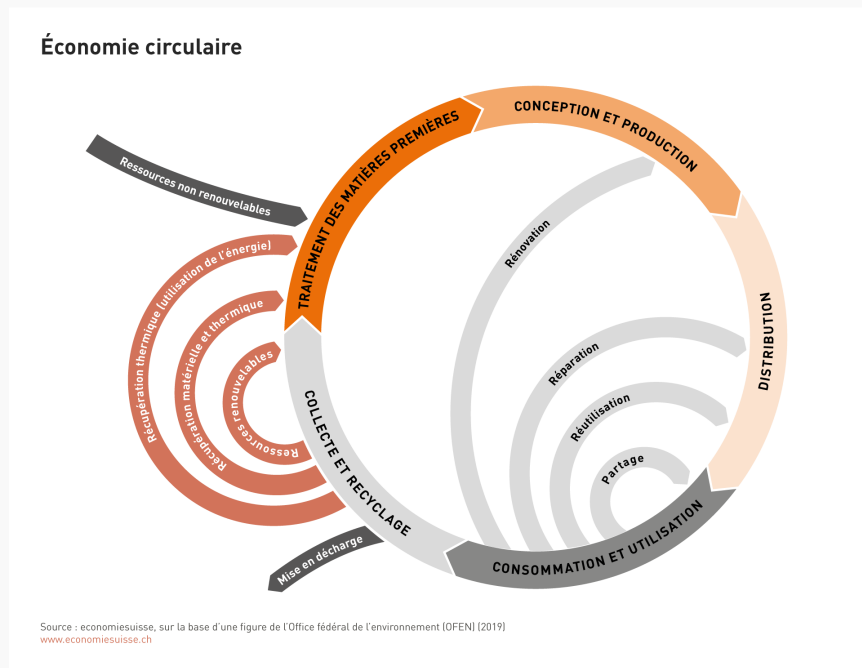 Économie circulaire
CONCEPTION ET PRODUCTION
TRAITEMENT DES MATIÈRES PREMIÈRES
Ressources non renouvelables
Rénovation
Récupération thermique (utilisation de l'énergie)
Récupération matérielle et thermique
Ressources renouvelables
DISTRIBUTION
Réparation
Réutilisation
Partage
COLLECTE ET RECYCLAGE
CONSOMMATION ET UTILISATION
Mise en décharge
Source : economiesuisse, sur la base d'une figure de l'Office fédéral de l'environnement (OFEN) (2019)
www.economiesuisse.ch